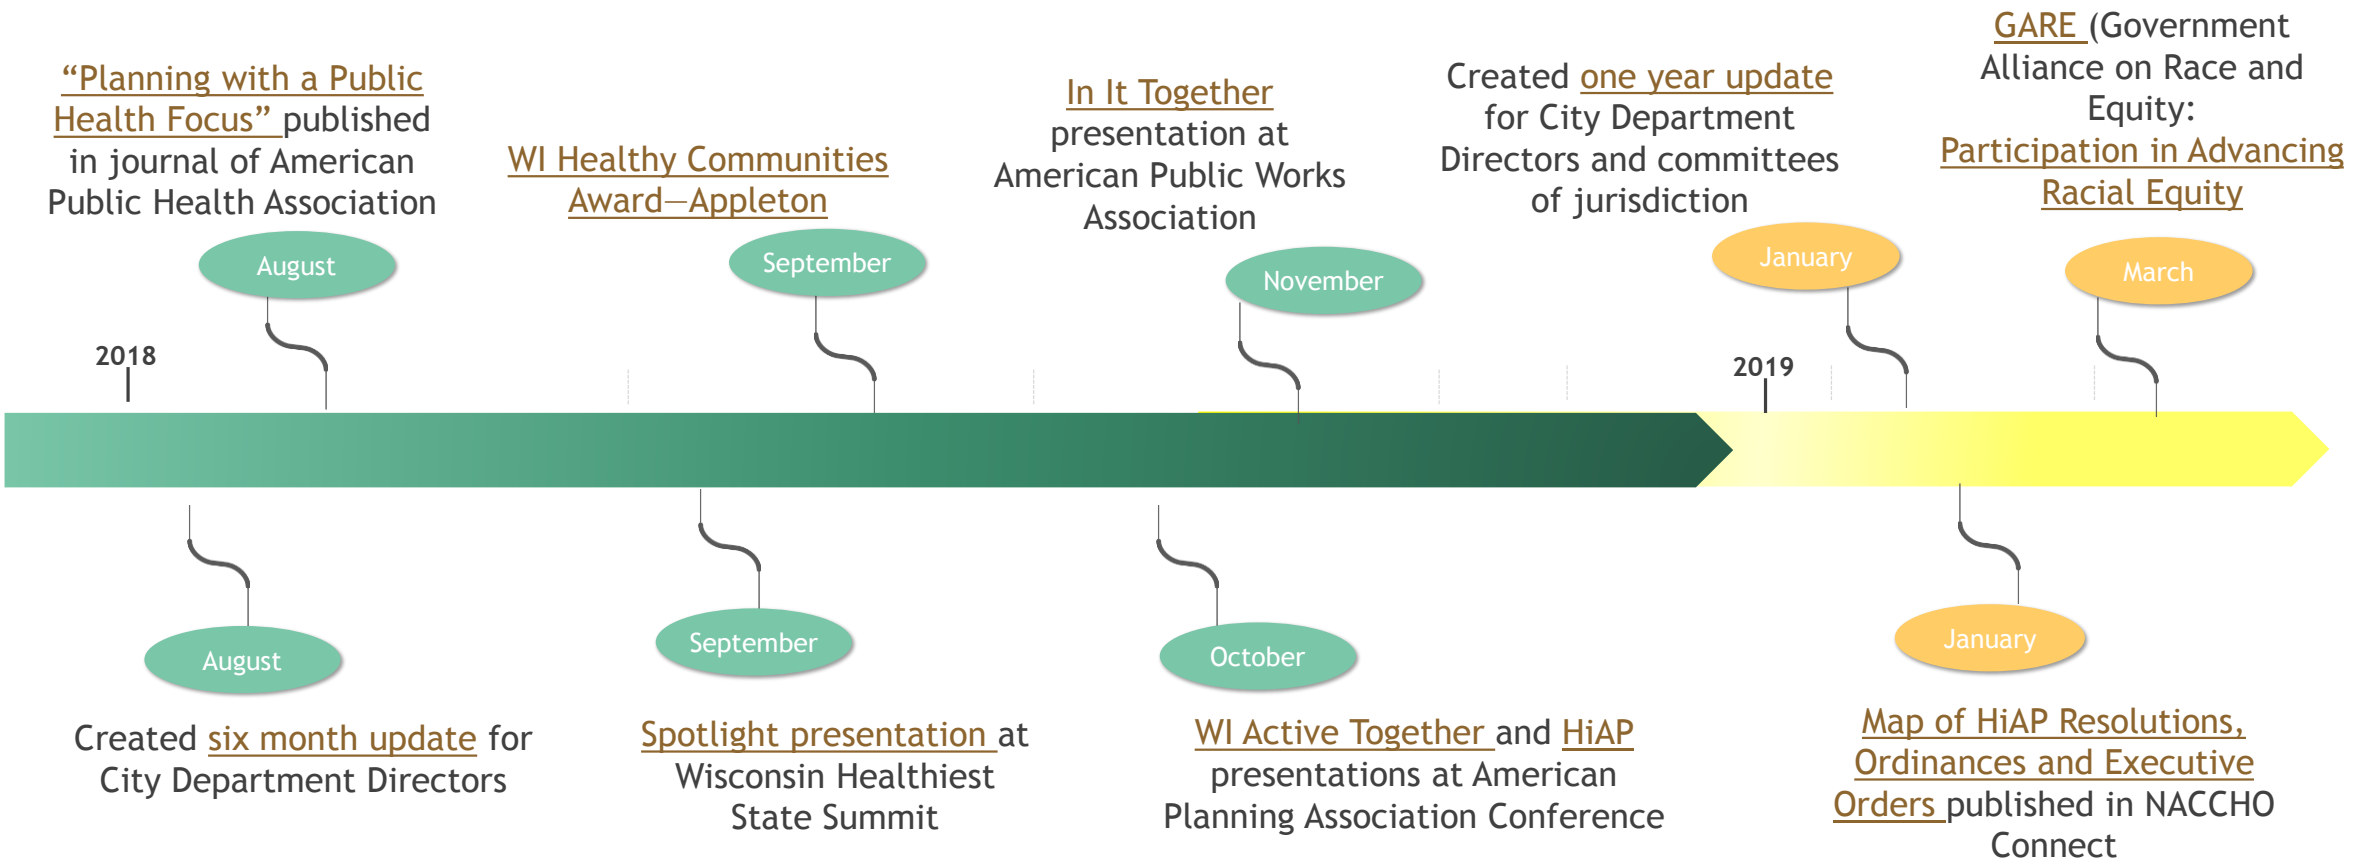 “Planning with a Public
Health Focus” published
in journal of American
Public Health Association
August
WI Healthy Communities
Award—Appleton
September
In It Together
presentation at
American Public Works
Association
November
Created one year update
for City Department
Directors and committees
of jurisdiction
January
GARE (Government
Alliance on Race and
Equity:
Participation in Advancing
Racial Equity
March
2018
2019
August
Created six month update for
City Department Directors
September
Spotlight presentation at
Wisconsin Healthiest
State Summit
October
WI Active Together and HiAP
presentations at American
Planning Association Conference
January
Map of HiAP Resolutions,
Ordinances and Executive
Orders published in NACCHO
Connect